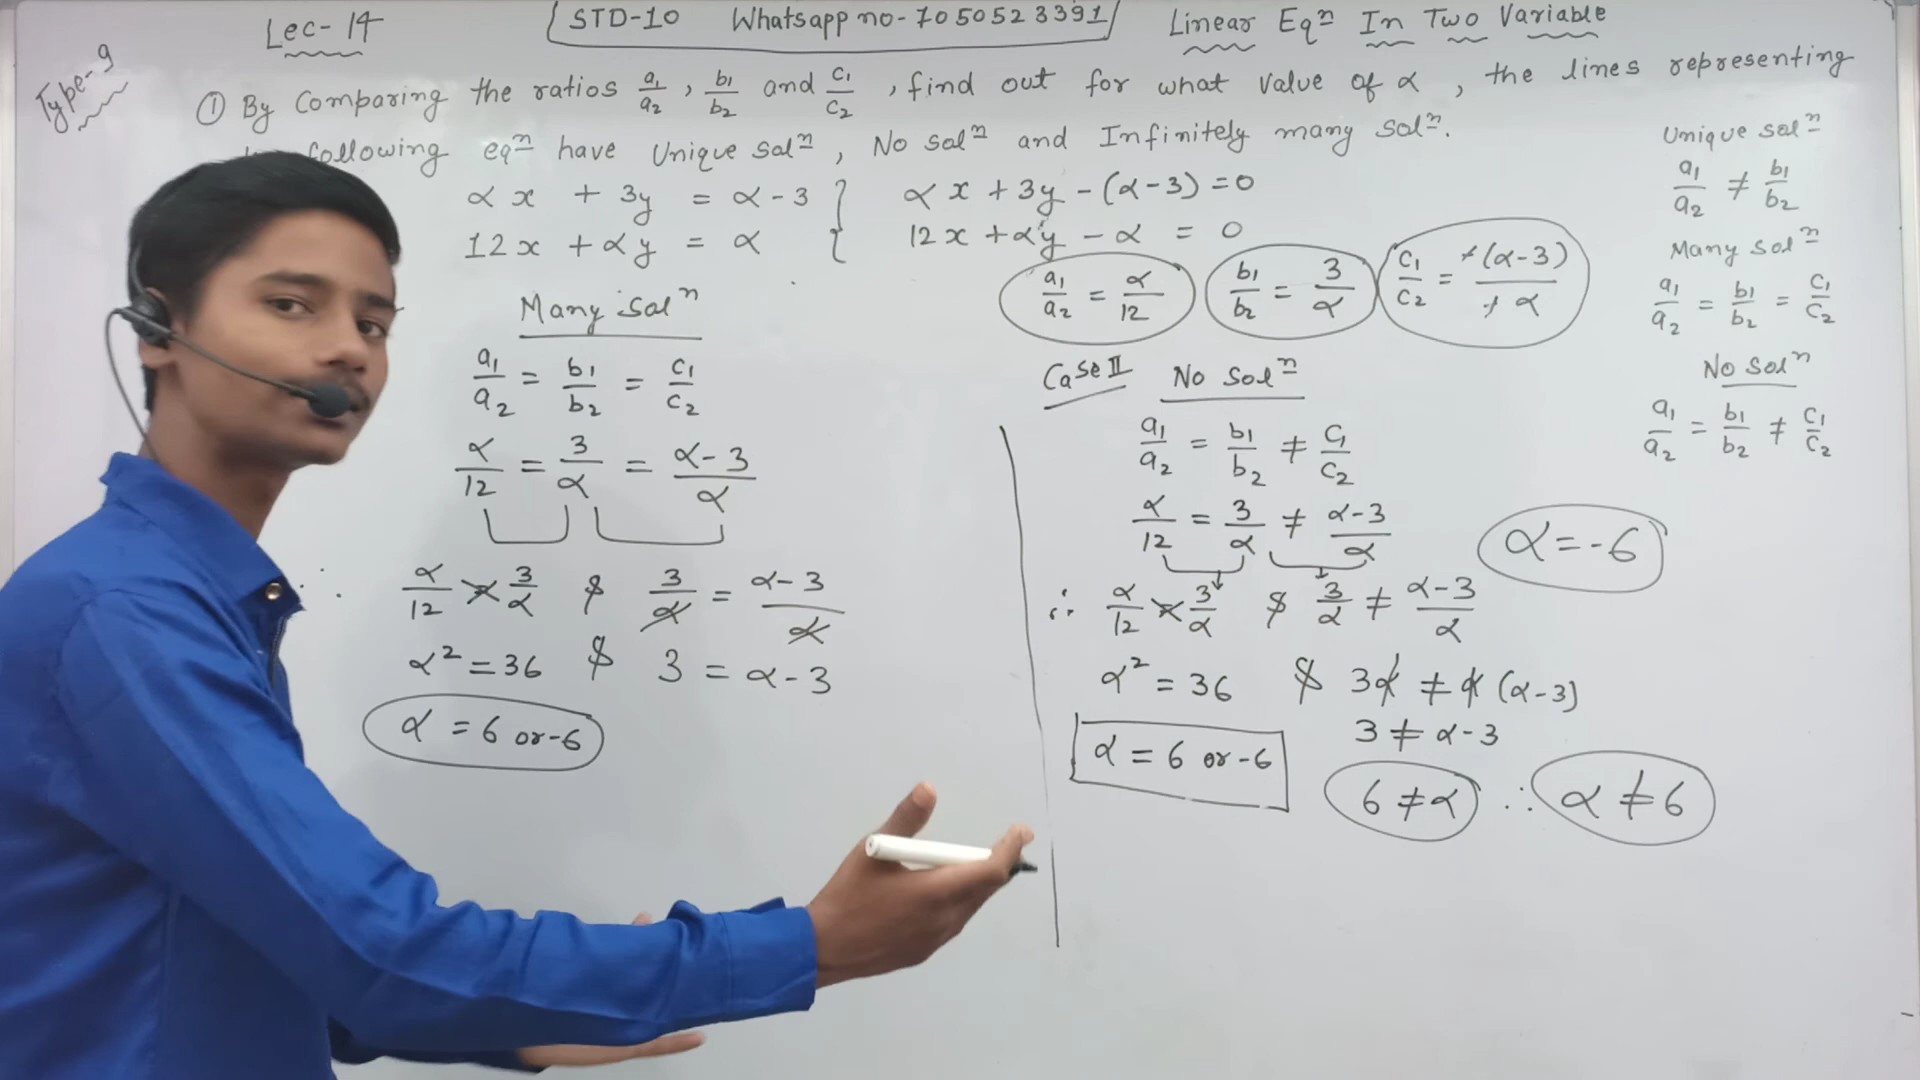 Lec-14 STD-10 Whatsapp no-7050523391 Linear Eqⁿ In Two Variable
Type-9
① By Comparing the ratios a₁/a₂ , b₁/b₂ and c₁/c₂ , find out for what value of α , the lines representing
following eqⁿ have Unique solⁿ , No solⁿ and Infinitely many solⁿ.
αx + 3y = α-3 } αx + 3y - (α-3) = 0
12x + αy = α { 12x + αy - α = 0
a₁/a₂ = α/12 b₁/b₂ = 3/α c₁/c₂ = -(α-3)/-α
Many solⁿ
a₁/a₂ = b₁/b₂ = c₁/c₂
α/12 = 3/α = α-3/α
α/12 × 3/α $ 3/α = α-3/α
α² = 36 $ 3 = α-3
α = 6 or -6
Case II No Solⁿ
a₁/a₂ = b₁/b₂ ≠ c₁/c₂
α/12 = 3/α ≠ α-3/α
∴ α/12 × 3/α $ 3/α ≠ α-3/α
α² = 36 $ 3α ≠ α(α-3)
3 ≠ α-3
α = 6 or -6
6 ≠ α ∴ α ≠ 6
α = -6
Unique solⁿ
a₁/a₂ ≠ b₁/b₂
Many solⁿ
a₁/a₂ = b₁/b₂ = c₁/c₂
No Solⁿ
a₁/a₂ = b₁/b₂ ≠ c₁/c₂